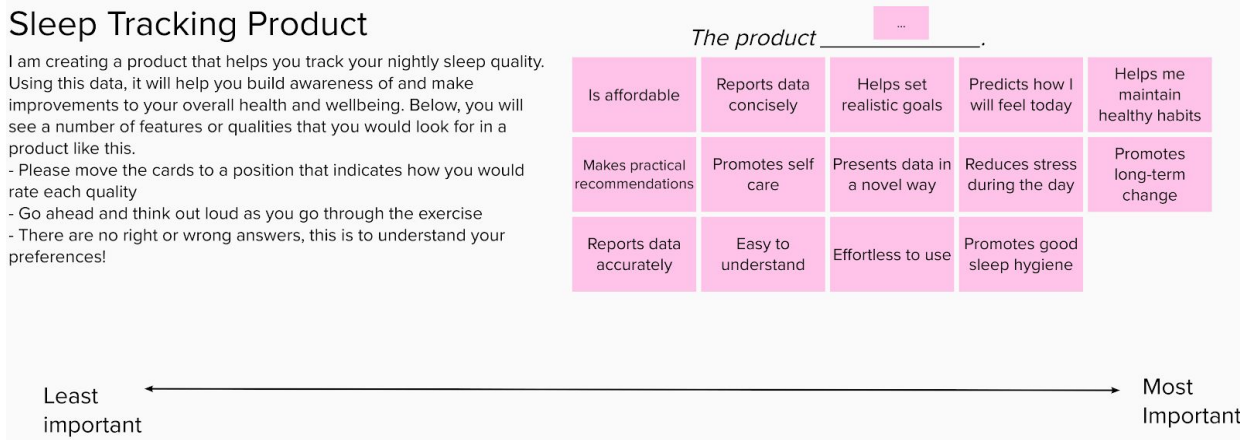 Sleep Tracking Product
I am creating a product that helps you track your nightly sleep quality.
Using this data, it will help you build awareness of and make
improvements to your overall health and wellbeing. Below, you will
see a number of features or qualities that you would look for in a
product like this.
- Please move the cards to a position that indicates how you would
rate each quality
- Go ahead and think out loud as you go through the exercise
- There are no right or wrong answers, this is to understand your
preferences!
...
The product ______________.
Is affordable
Reports data
concisely
Helps set
realistic goals
Predicts how I
will feel today
Helps me
maintain
healthy habits
Makes practical
recommendations
Promotes self
care
Presents data in
a novel way
Reduces stress
during the day
Promotes
long-term
change
Reports data
accurately
Easy to
understand
Effortless to use
Promotes good
sleep hygiene
Least
important
Most
Important